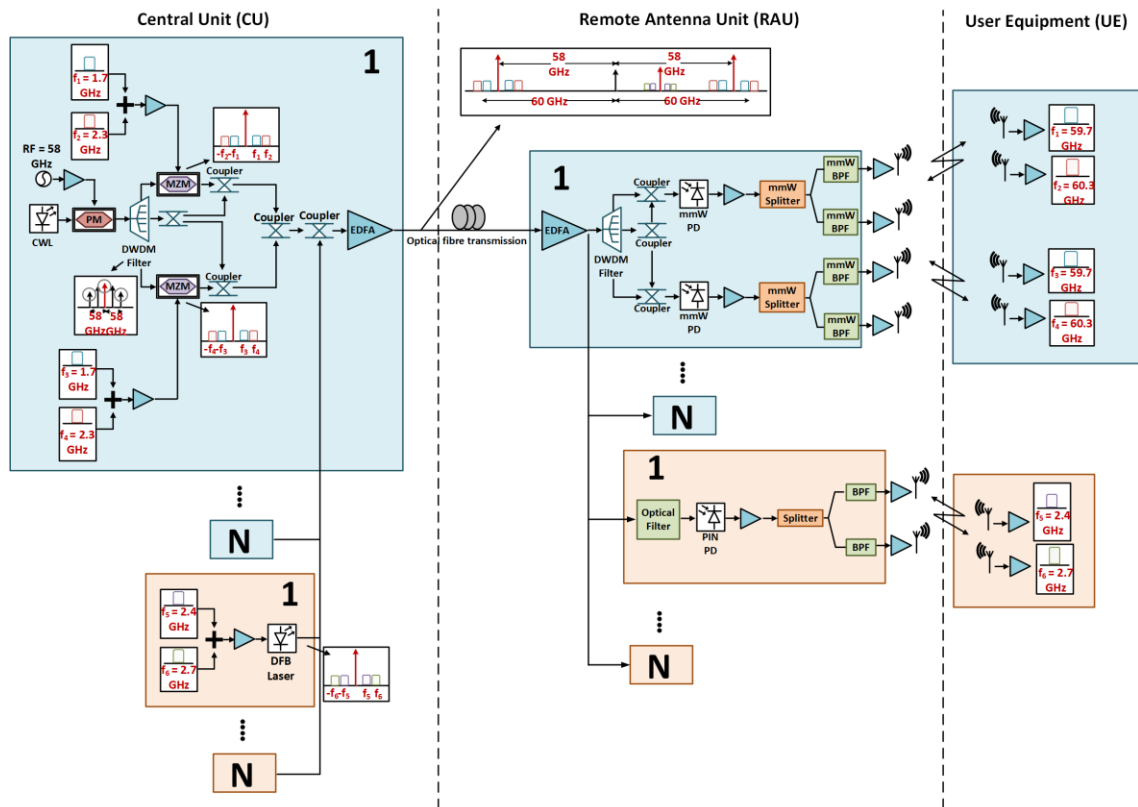 Central Unit (CU)
Remote Antenna Unit (RAU)
User Equipment (UE)
1
f₁ = 1.7
GHz
f₂ = 2.3
GHz
RF = 58
GHz
CWL
PM
DWDM
Filter
MZM
-f₂-f₁ f₁ f₂
Coupler
Coupler
Coupler
EDFA
58 58
GHz GHz
MZM
Coupler
-f₄-f₃ f₃ f₄
f₃ = 1.7
GHz
f₄ = 2.3
GHz
N
1
f₅ = 2.4
GHz
f₆ = 2.7
GHz
DFB
Laser
-f₆-f₅ f₅ f₆
N
58
GHz
58
GHz
60 GHz
60 GHz
Optical fibre transmission
1
EDFA
DWDM
Filter
Coupler
Coupler
Coupler
mmW
PD
mmW
Splitter
mmW
BPF
mmW
BPF
mmW
PD
mmW
Splitter
mmW
BPF
mmW
BPF
N
1
Optical
Filter
PIN
PD
Splitter
BPF
BPF
N
f₁ = 59.7
GHz
f₂ = 60.3
GHz
f₃ = 59.7
GHz
f₄ = 60.3
GHz
f₅ = 2.4
GHz
f₆ = 2.7
GHz